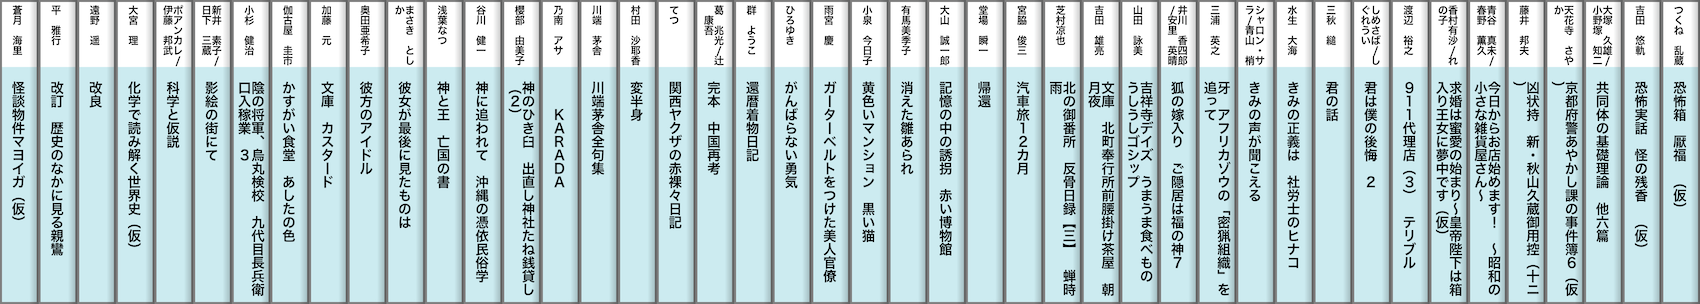 つくね　乱蔵
恐怖箱　厭福　（仮）
吉田　悠軌
恐怖実話　怪の残香　（仮）
大塚　久雄/
小野塚　知二
共同体の基礎理論　他六篇
天花寺　さや
か
京都府警あやかし課の事件簿６（仮
）
藤井　邦夫
凶状持　新・秋山久蔵御用控（十二
）
青谷　真未/
春野　薫久
今日からお店始めます！　～昭和の
小さな雑貨屋さん～
香村有沙/れ
の子
求婚は蜜愛の始まり～皇帝陛下は箱
入り王女に夢中です（仮）
渡辺　裕之
９１１代理店（３）　テリブル
しめさば/し
ぐれうい
君は僕の後悔　２
三秋　縋
君の話
水生　大海
きみの正義は　社労士のヒナコ
シャロン・サ
ラ/青山　梢
きみの声が聞こえる
三浦　英之
牙　アフリカゾウの「密猟組織」を
追って
井川　香四郎
/安里　英晴
狐の嫁入り　ご隠居は福の神７
山田　詠美
吉祥寺デイズ　うまうま食べもの
うしうしゴシップ
吉田　雄亮
文庫　北町奉行所前腰掛け茶屋　朝
月夜
芝村凉也
北の御番所　反骨日録【三】　蝉時
雨
宮脇　俊三
汽車旅１２カ月
堂場　瞬一
帰還
大山　誠一郎
記憶の中の誘拐　赤い博物館
有馬美季子
消えた雛あられ
小泉　今日子
黄色いマンション　黒い猫
雨宮　慶
ガーターベルトをつけた美人官僚
ひろゆき
がんばらない勇気
群　ようこ
還暦着物日記
葛　兆光/辻
康吾
完本　中国再考
てつ
関西ヤクザの赤裸々日記
村田　沙耶香
変半身
川端　茅舎
川端茅舎全句集
乃南　アサ
ＫＡＲＡＤＡ
櫻部　由美子
神のひき臼　出直し神社たね銭貸し
（２）
谷川　健一
神に追われて　沖縄の憑依民俗学
浅葉なつ
神と王　亡国の書
まさき　とし
か
彼女が最後に見たものは
奥田亜希子
彼方のアイドル
加藤　元
文庫　カスタード
伽古屋　圭市
かすがい食堂　あしたの色
小杉　健治
陰の将軍、烏丸検校　九代目長兵衛
口入稼業　３
新井　素子/
日下　三蔵
影絵の街にて
ポアンカレ/
伊藤　邦武
科学と仮説
大宮　理
化学で読み解く世界史（仮）
遠野　遥
改良
平　雅行
改訂　歴史のなかに見る親鸞
蒼月　海里
怪談物件マヨイガ（仮）